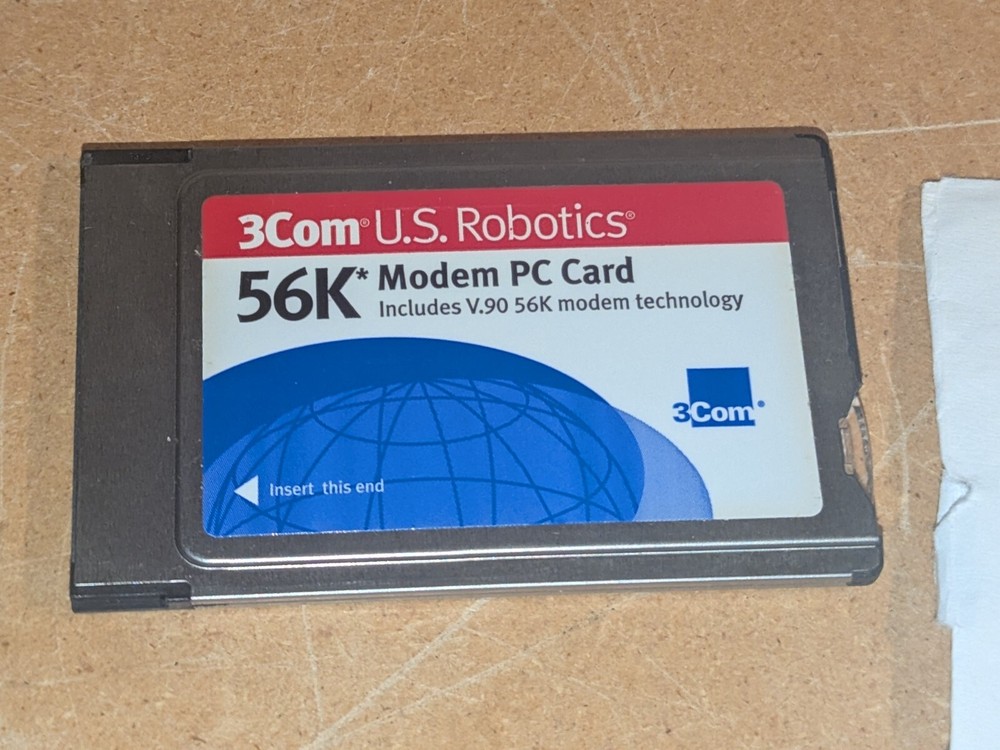 3Com® U.S. Robotics®
56K* Modem PC Card
Includes V.90 56K modem technology
3Com®
Insert this end